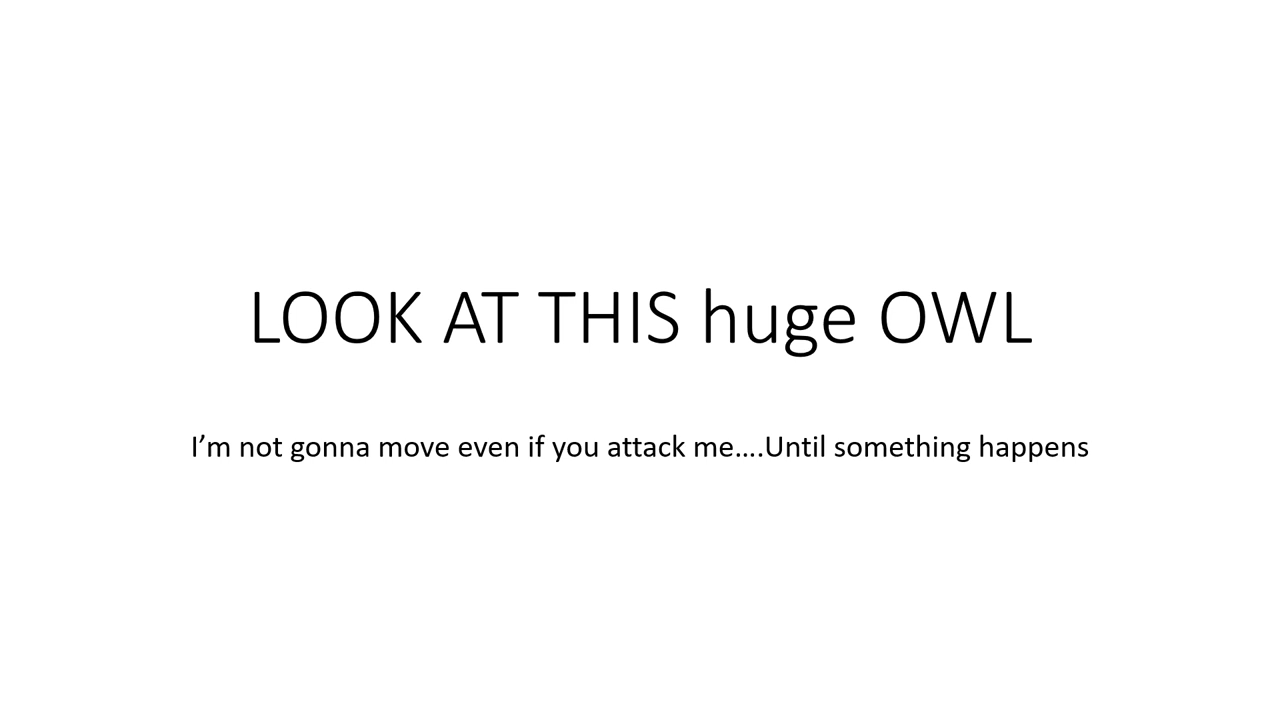 LOOK AT THIS huge OWL
I’m not gonna move even if you attack me….Until something happens